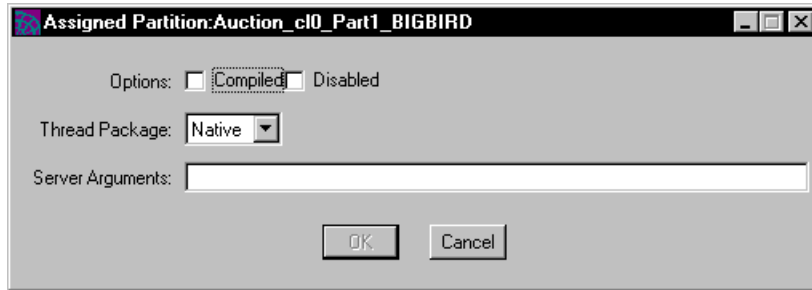 Assigned Partition:Auction_cl0_Part1_BIGBIRD
Options: Compiled Disabled
Thread Package: Native
Server Arguments:
OK Cancel